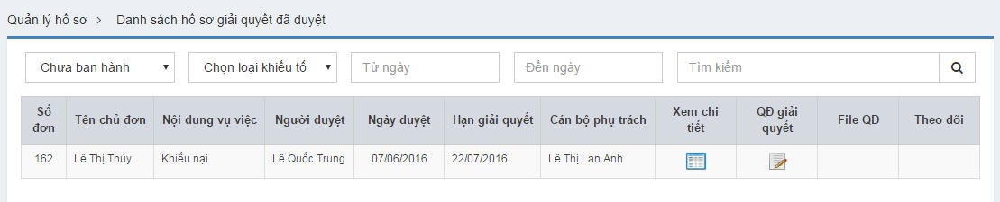 Quản lý hồ sơ > Danh sách hồ sơ giải quyết đã duyệt
Chưa ban hành Chọn loại khiếu tố Từ ngày Đến ngày Tìm kiếm
Số đơn Tên chủ đơn Nội dung vụ việc Người duyệt Ngày duyệt Hạn giải quyết Cán bộ phụ trách Xem chi tiết QĐ giải quyết File QĐ Theo dõi
162 Lê Thị Thúy Khiếu nại Lê Quốc Trung 07/06/2016 22/07/2016 Lê Thị Lan Anh